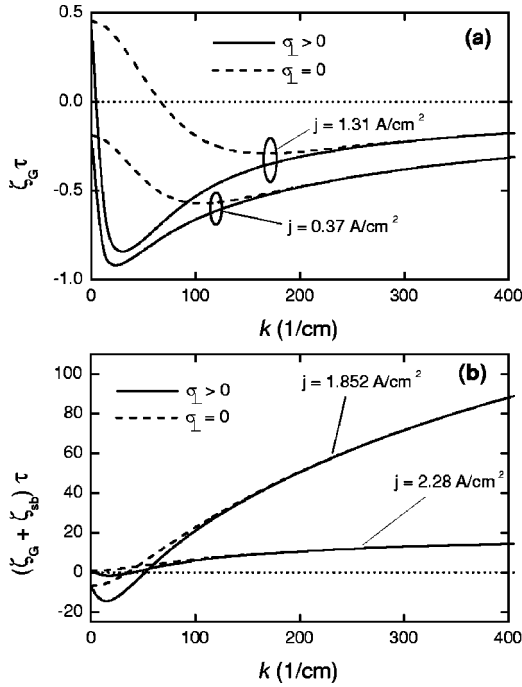 (a)
σ⊥ > 0
σ⊥ = 0
j = 1.31 A/cm²
j = 0.37 A/cm²
0.5
0.0
-0.5
-1.0
ζG τ
0 100 200 300 400
k (1/cm)
(b)
σ⊥ > 0
σ⊥ = 0
j = 1.852 A/cm²
j = 2.28 A/cm²
100
80
60
40
20
0
-20
(ζG + ζsb) τ
0 100 200 300 400
k (1/cm)